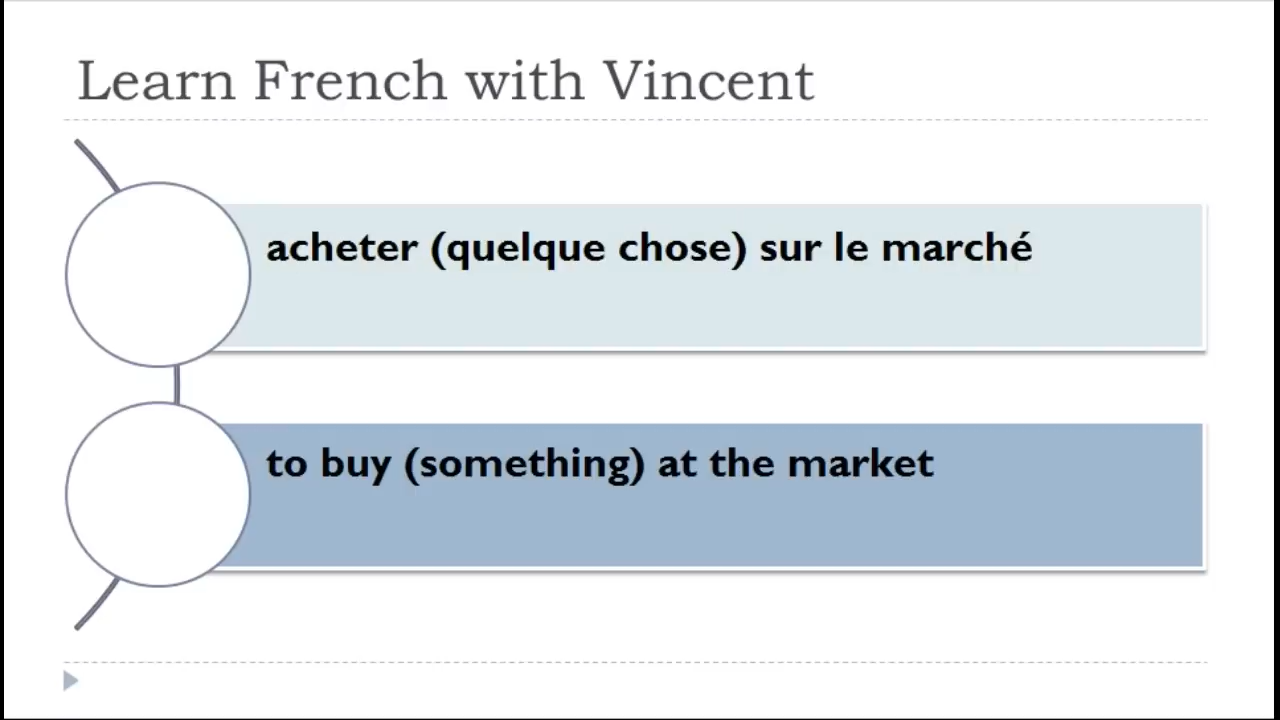 Learn French with Vincent
acheter (quelque chose) sur le marché
to buy (something) at the market